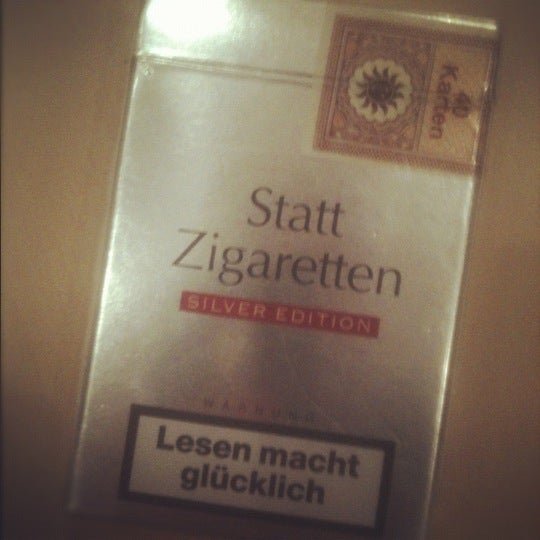 40
Karten
Statt
Zigaretten
SILVER EDITION
WARNUNG
Lesen macht
glücklich